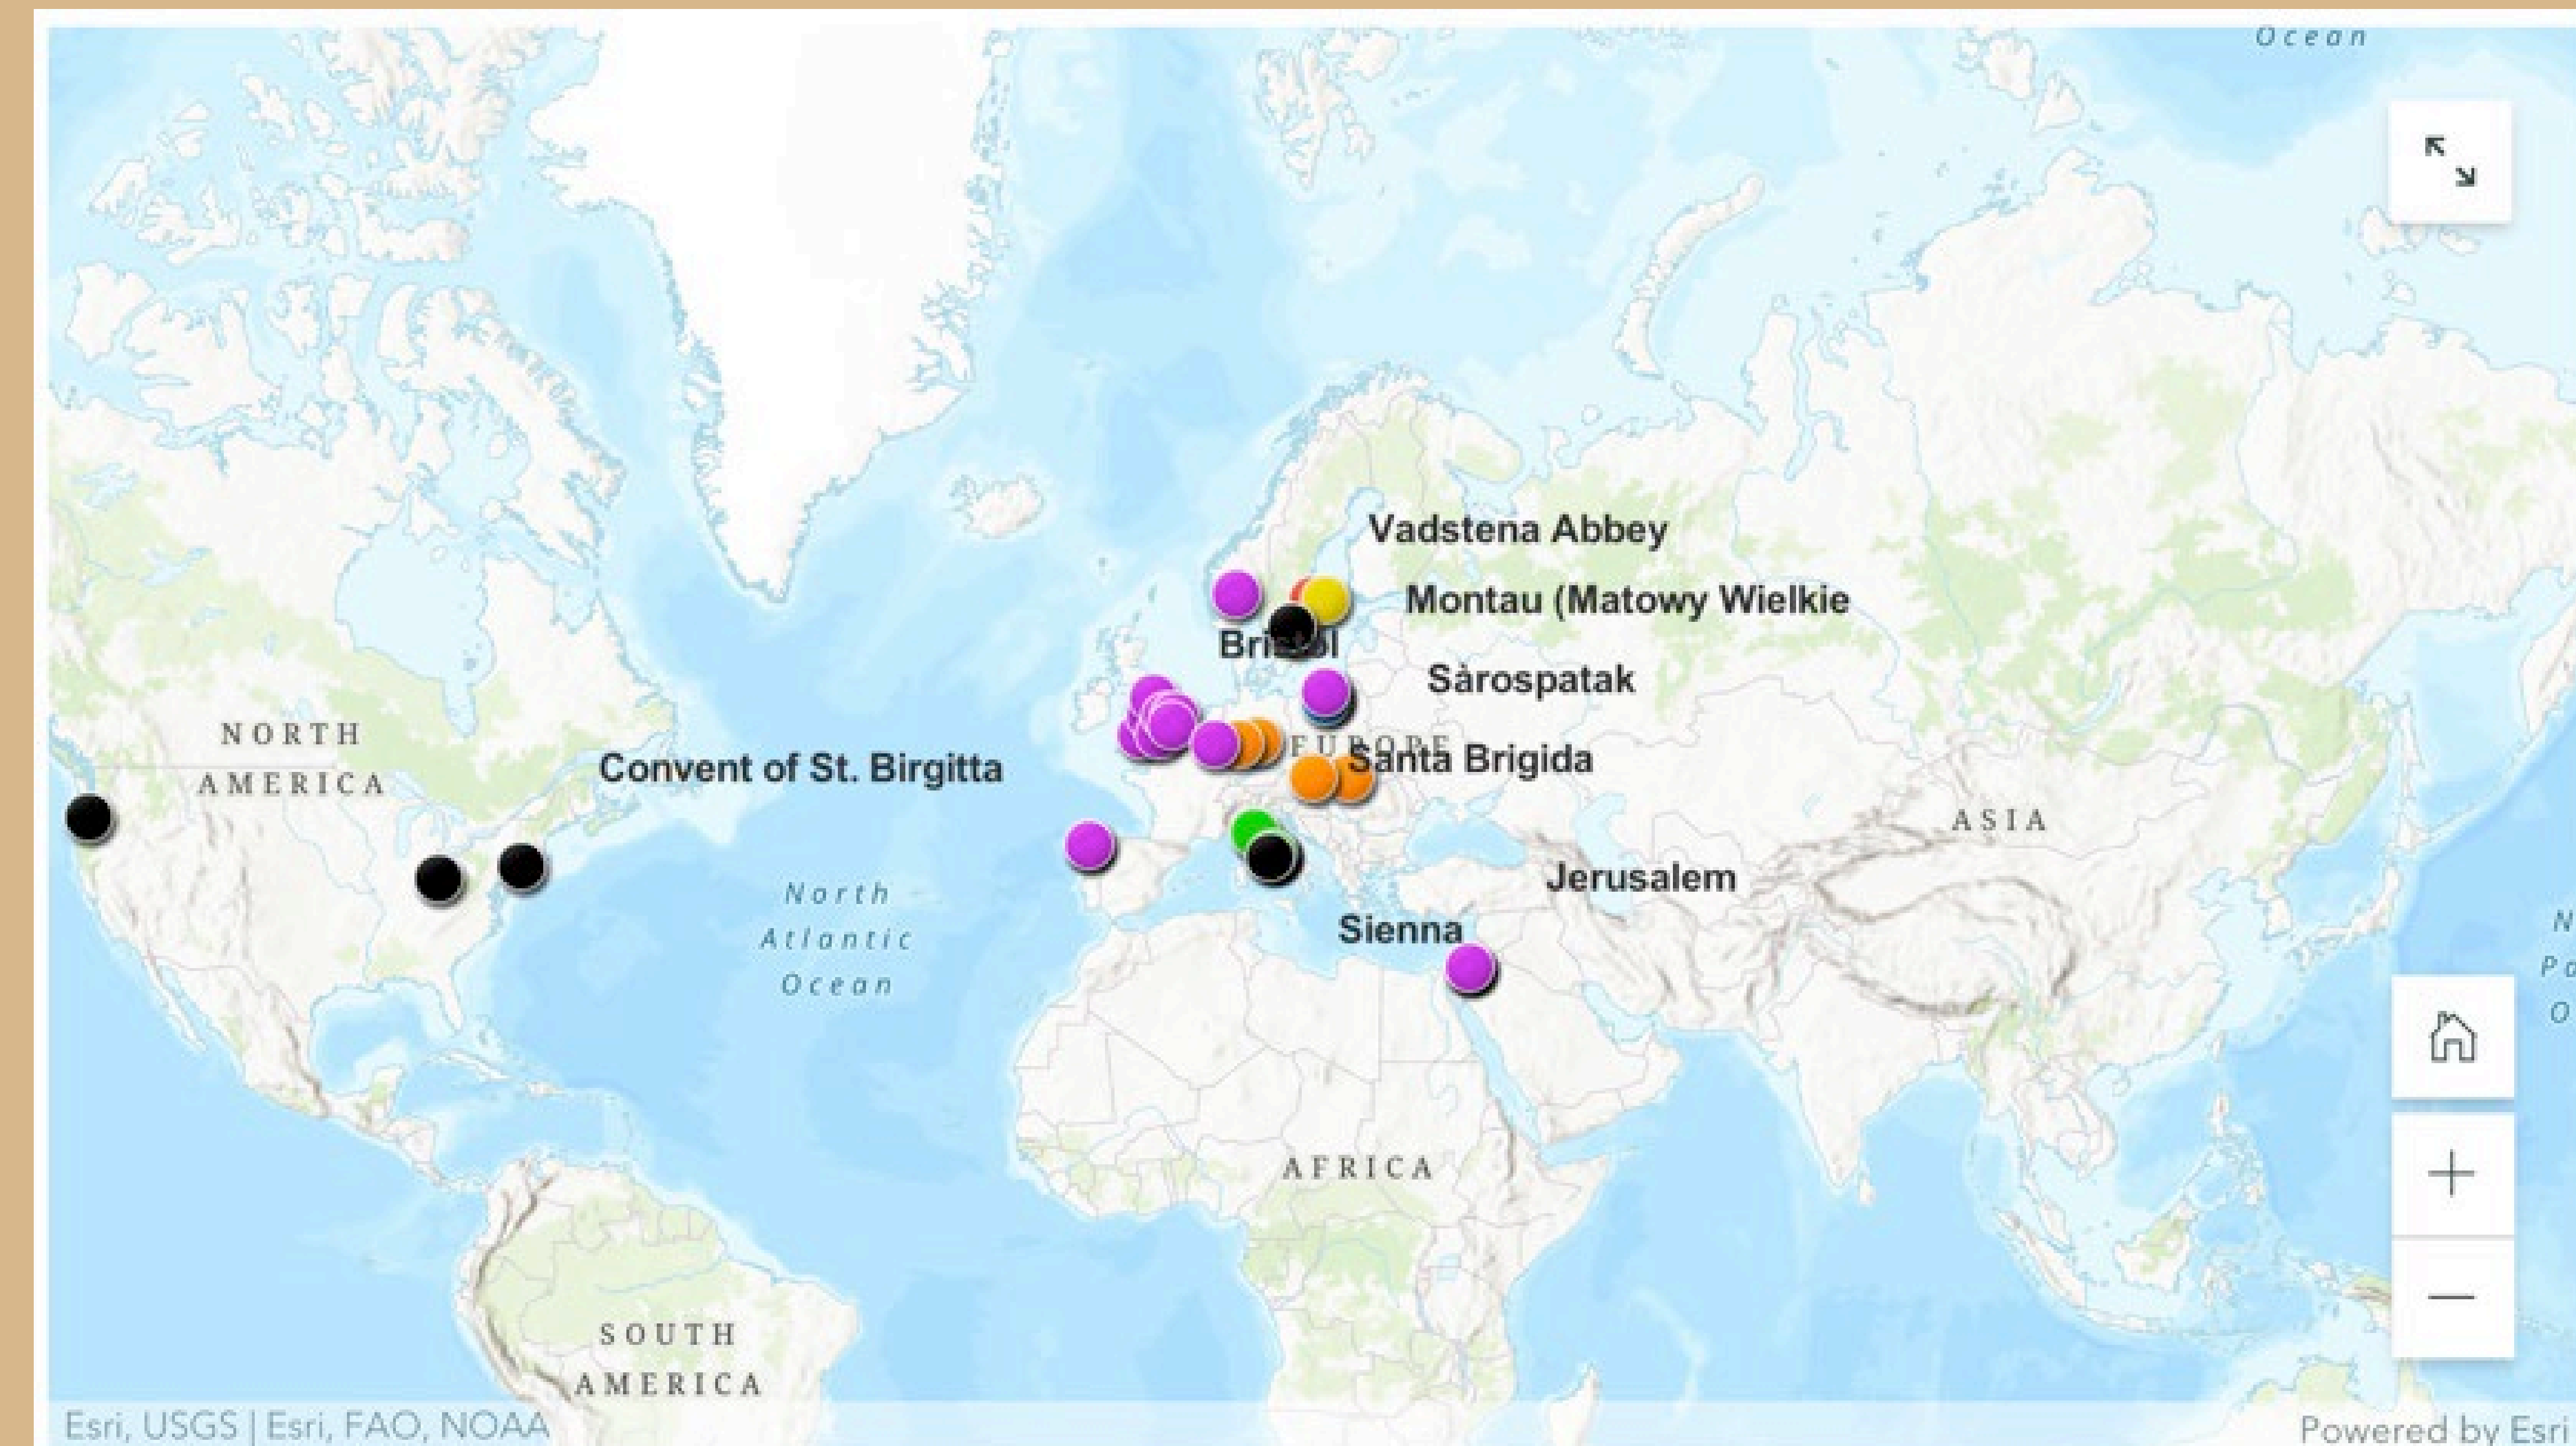 Ocean
Vadstena Abbey
Montau (Matowy Wielkie
Bristol
Sàrospatak
NORTH
AMERICA
EUROPE
Santa Brigida
Convent of St. Birgitta
ASIA
Jerusalem
North
Atlantic
Ocean
Sienna
AFRICA
SOUTH
AMERICA
Esri, USGS | Esri, FAO, NOAA
Powered by Esri